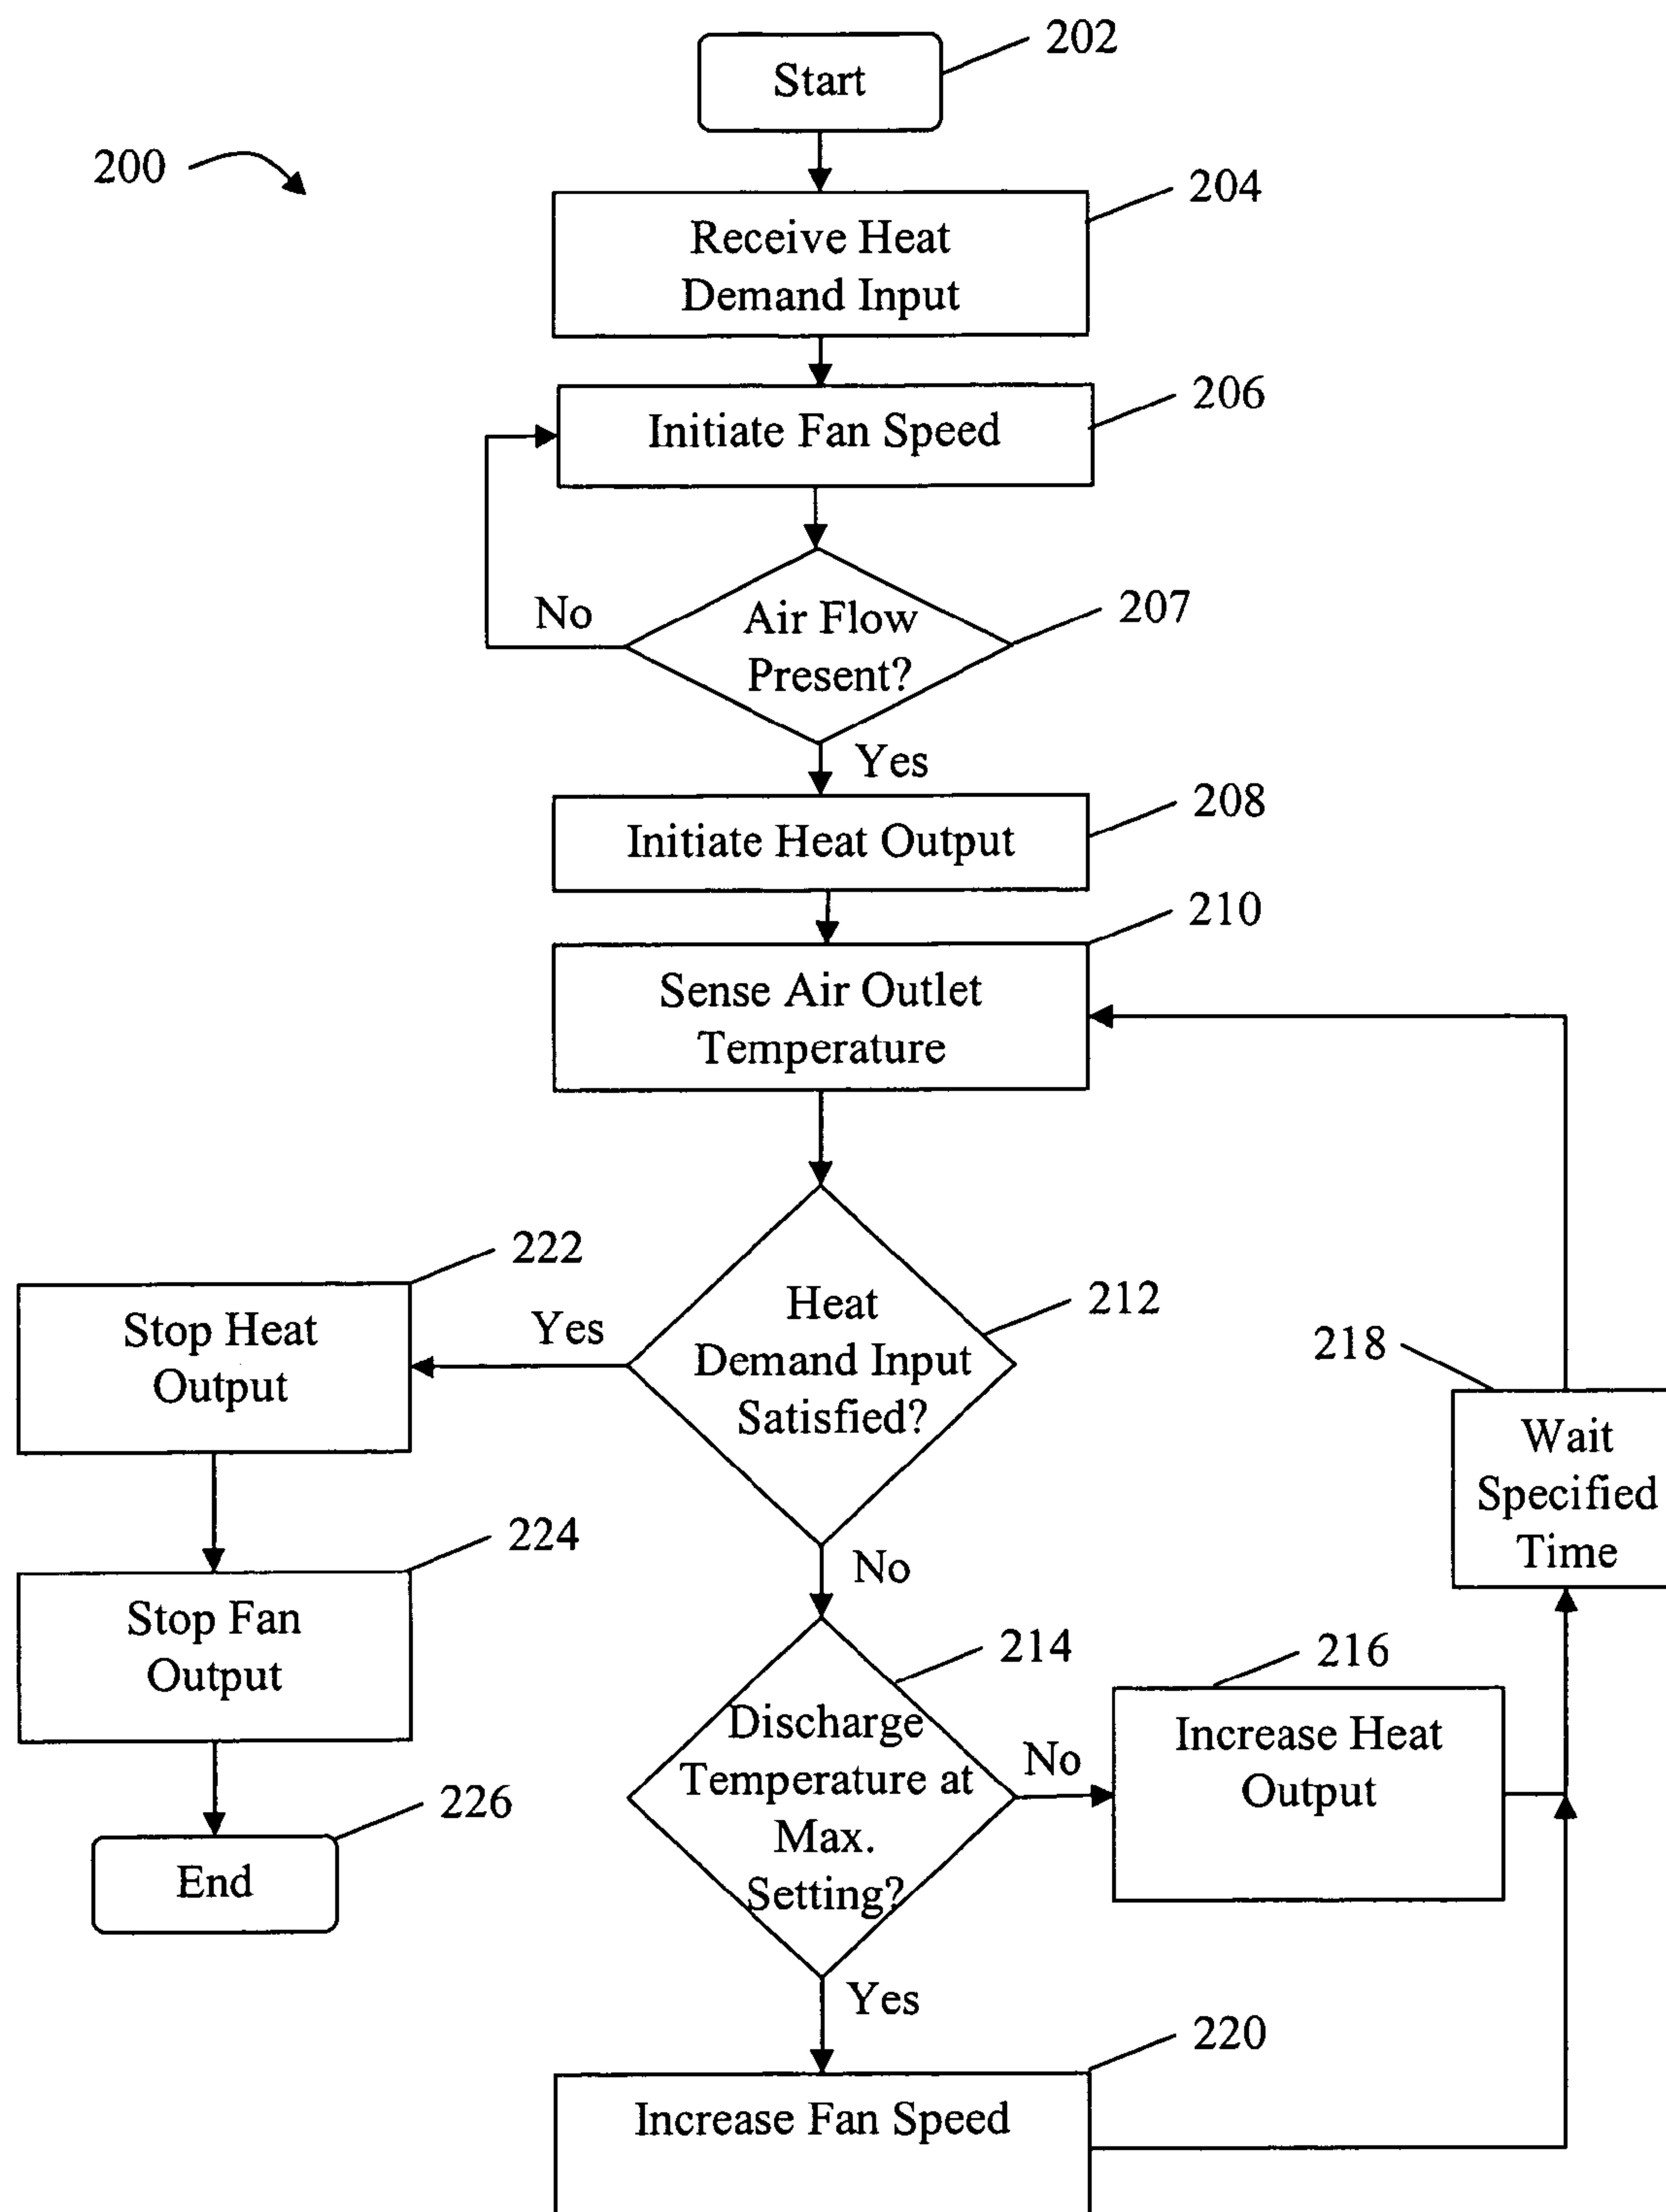 202
Start
200
204
Receive Heat
Demand Input
206
Initiate Fan Speed
207
No
Air Flow
Present?
Yes
208
Initiate Heat Output
210
Sense Air Outlet
Temperature
222
Stop Heat
Output
Yes
212
Heat
Demand Input
Satisfied?
218
Wait
Specified
Time
224
Stop Fan
Output
No
214
Discharge
Temperature at
Max.
Setting?
No
216
Increase Heat
Output
226
End
Yes
220
Increase Fan Speed